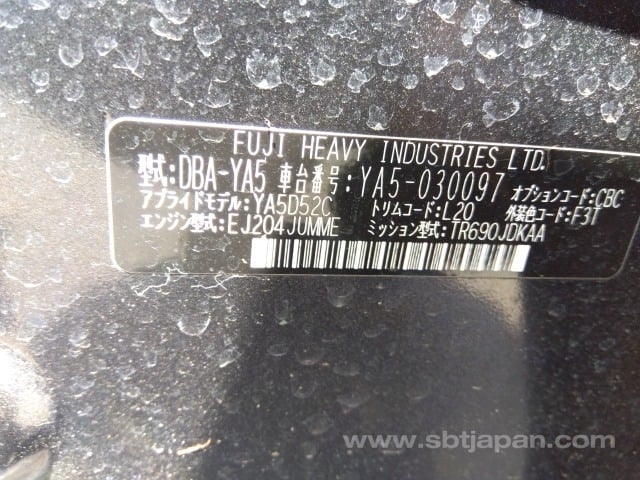 FUJI HEAVY INDUSTRIES LTD.
型式:DBA-YA5 車台番号:YA5-030097 オプションコード:CBC
アプライドモデル:YA5D52C トリムコード:L20 外装色コード:F3T
エンジン型式:EJ204JUMME ミッション型式:TR690JDKAA
www.sbtjapan.com